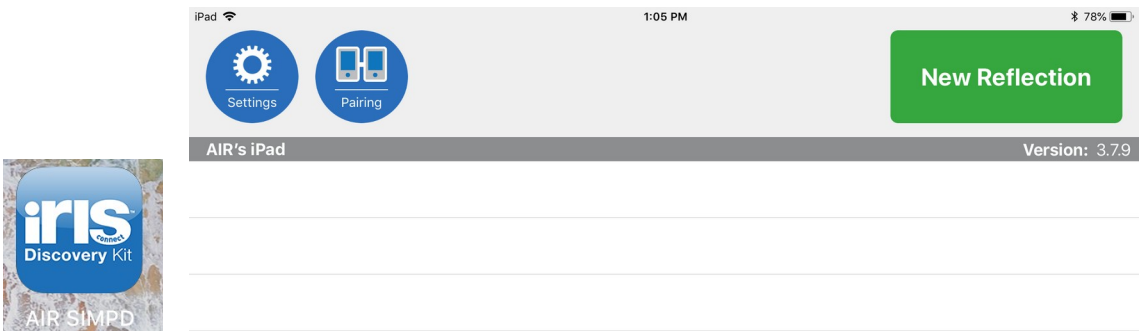 iPad 1:05 PM 78%
Settings Pairing New Reflection
AIR's iPad Version: 3.7.9
iris
connect
Discovery Kit
AIR SIMPD